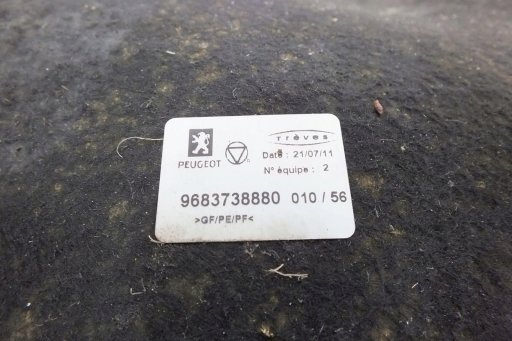 PEUGEOT
Trèves
Date : 21/07/11
N° équipe : 2
9683738880 010 / 56
>GF/PE/PF<